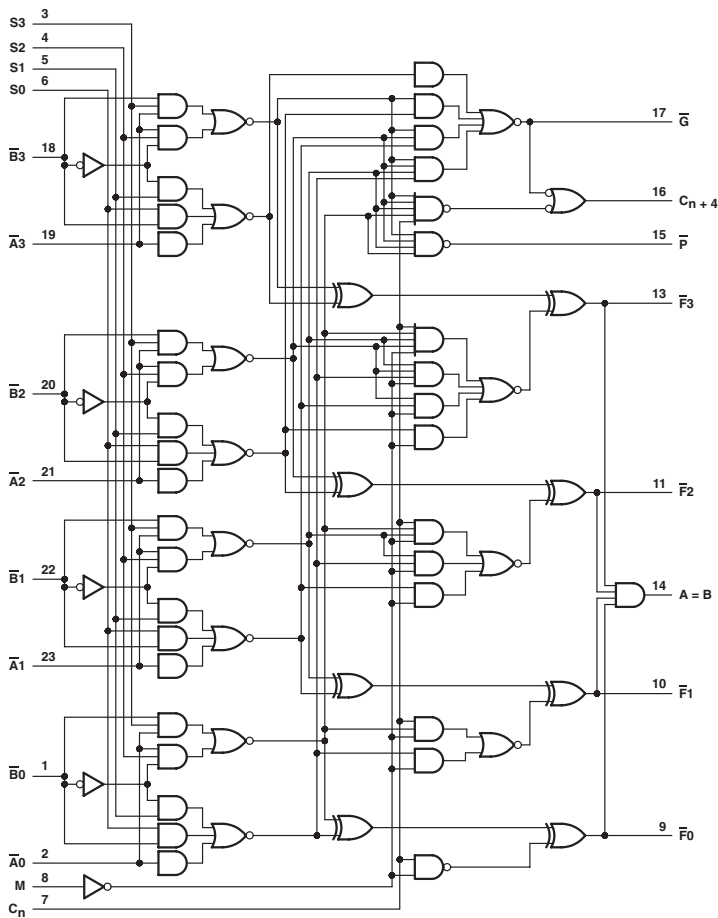 S3 3
S2 4
S1 5
S0 6
B̅3 18
A̅3 19
B̅2 20
A̅2 21
B̅1 22
A̅1 23
B̅0 1
A̅0 2
M 8
Cn 7
17 G̅
16 Cn + 4
15 P̅
13 F̅3
11 F̅2
14 A = B
10 F̅1
9 F̅0